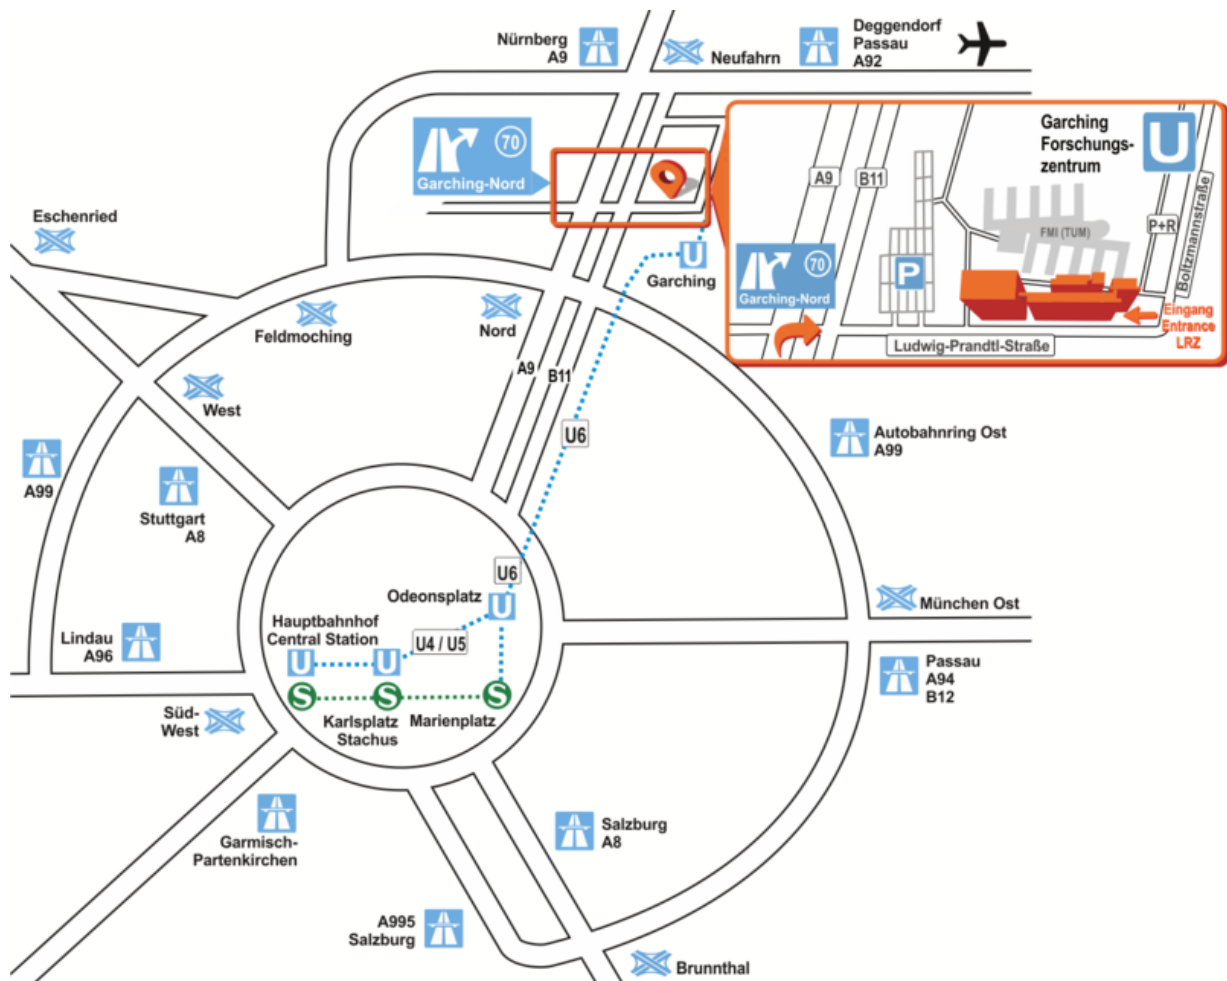 Nürnberg
A9
Neufahrn
Deggendorf
Passau
A92
70
Garching-Nord
Garching
Forschungs-
zentrum
U
A9
B11
P+R
Boltzmannstraße
FMI (TUM)
P
70
Garching-Nord
Eingang
Entrance
LRZ
Ludwig-Prandtl-Straße
Eschenried
U
Garching
Feldmoching
Nord
A9
B11
West
U6
Autobahnring Ost
A99
A99
Stuttgart
A8
U6
Odeonsplatz
U
Hauptbahnhof
Central Station
U4 / U5
U
U
München Ost
Lindau
A96
Passau
A94
B12
S
S
S
Karlsplatz
Stachus
Marienplatz
Süd-
West
Garmisch-
Partenkirchen
Salzburg
A8
A995
Salzburg
Brunnthal